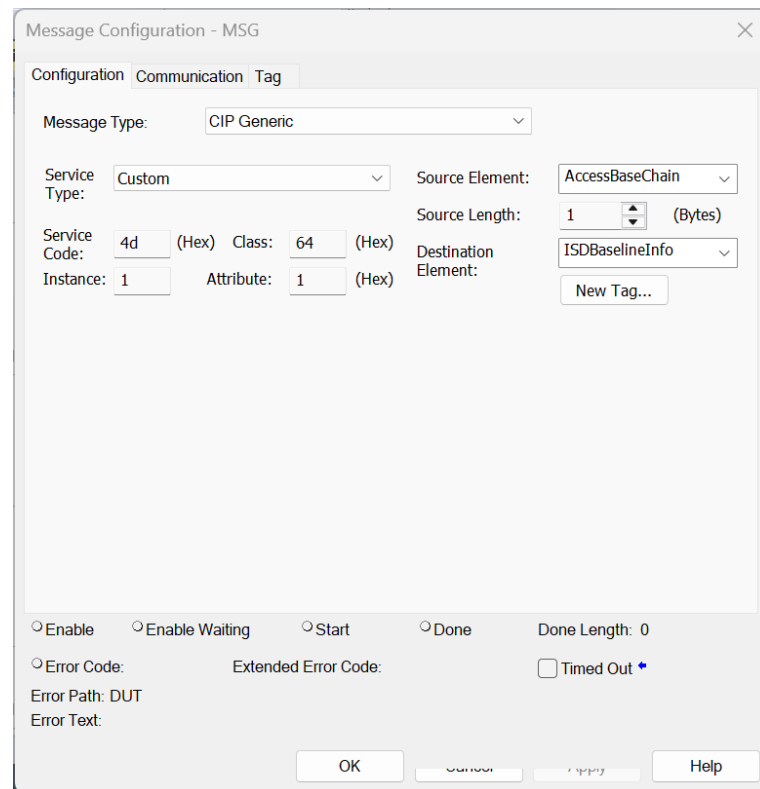 Message Configuration - MSG
Configuration Communication Tag
Message Type: CIP Generic
Service Type: Custom
Source Element: AccessBaseChain
Source Length: 1 (Bytes)
Service Code: 4d (Hex) Class: 64 (Hex)
Destination Element: ISDBaselineInfo
Instance: 1 Attribute: 1 (Hex)
New Tag...
Enable Enable Waiting Start Done Done Length: 0
Error Code: Extended Error Code: Timed Out
Error Path: DUT
Error Text:
OK Help